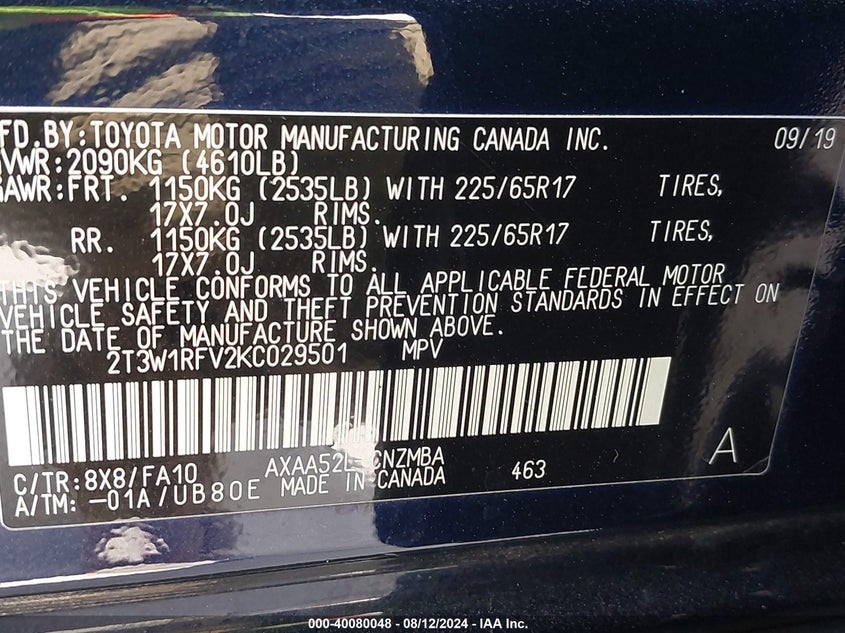 FD.BY:TOYOTA MOTOR MANUFACTURING CANADA INC. 09/19
VWR:2090KG (4610LB)
AWR:FRT. 1150KG (2535LB) WITH 225/65R17 TIRES,
17X7.0J RIMS.
RR. 1150KG (2535LB) WITH 225/65R17 TIRES,
17X7.0J RIMS.
THIS VEHICLE CONFORMS TO ALL APPLICABLE FEDERAL MOTOR
VEHICLE SAFETY AND THEFT PREVENTION STANDARDS IN EFFECT ON
THE DATE OF MANUFACTURE SHOWN ABOVE.
2T3W1RFV2KC029501 MPV
A
C/TR:8X8/FA10 AXAA52L-CNZMBA 463
A/TM:-01A/UB80E MADE IN CANADA
000-40080048 - 08/12/2024 - IAA Inc.